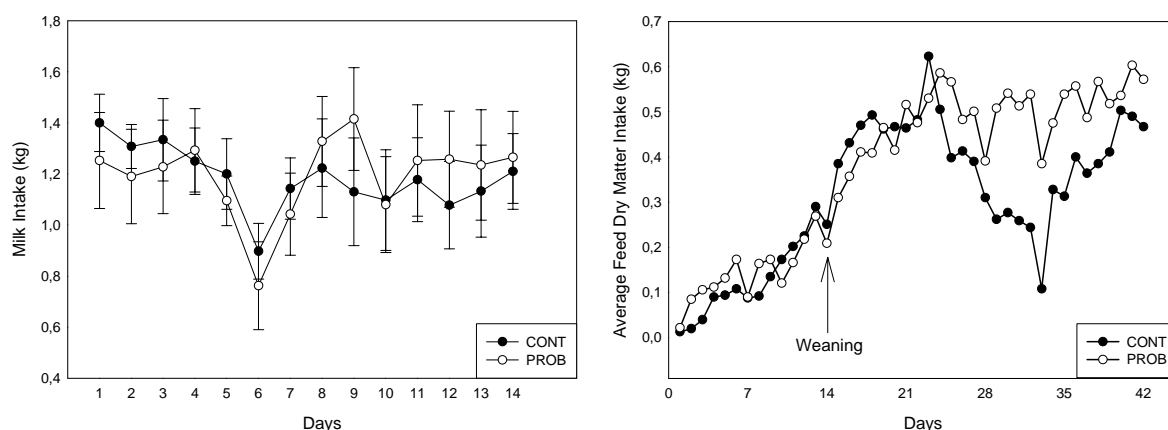 Milk Intake (kg)
1,8
1,6
1,4
1,2
1,0
0,8
0,6
0,4
1 2 3 4 5 6 7 8 9 10 11 12 13 14
Days
CONT
PROB
Average Feed Dry Matter Intake (kg)
0,7
0,6
0,5
0,4
0,3
0,2
0,1
0,0
0 7 14 21 28 35 42
Days
Weaning
CONT
PROB